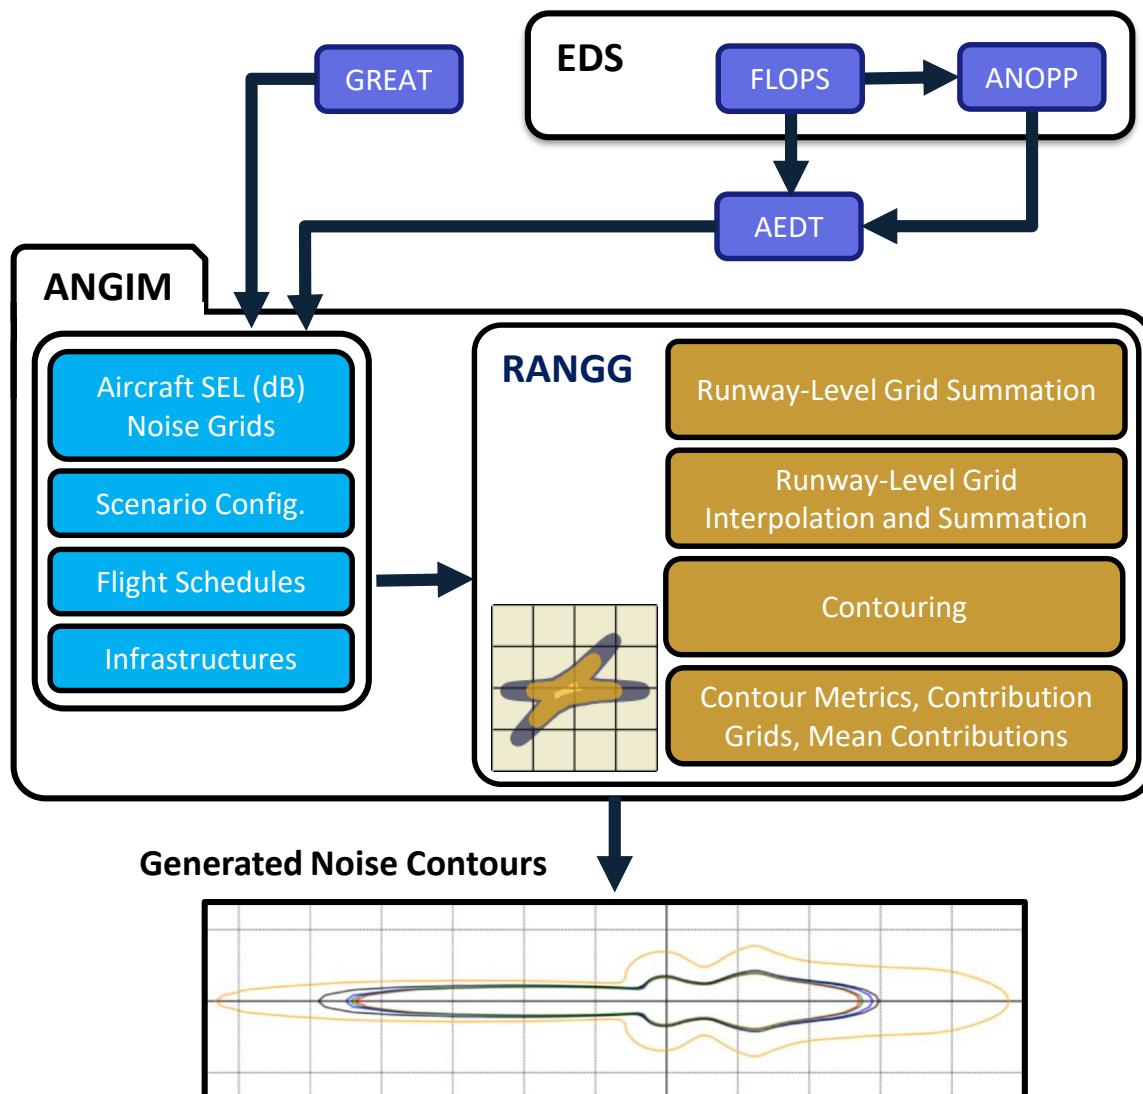 EDS
GREAT
FLOPS
ANOPP
AEDT
ANGIM
Aircraft SEL (dB)
Noise Grids
Scenario Config.
Flight Schedules
Infrastructures
RANGG
Runway-Level Grid Summation
Runway-Level Grid
Interpolation and Summation
Contouring
Contour Metrics, Contribution
Grids, Mean Contributions
Generated Noise Contours